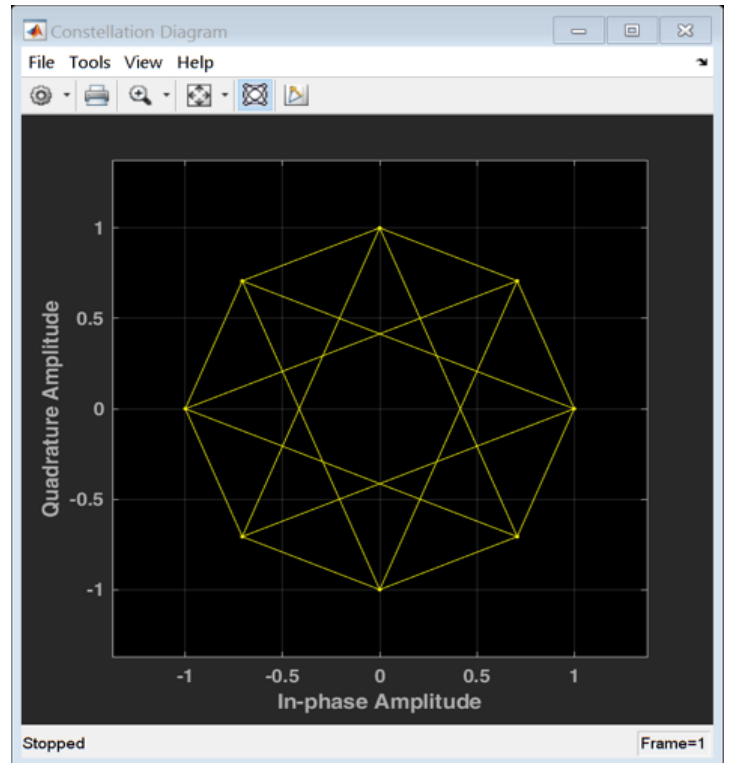 Constellation Diagram
File Tools View Help
1
0.5
0
-0.5
-1
Quadrature Amplitude
-1 -0.5 0 0.5 1
In-phase Amplitude
Stopped Frame=1